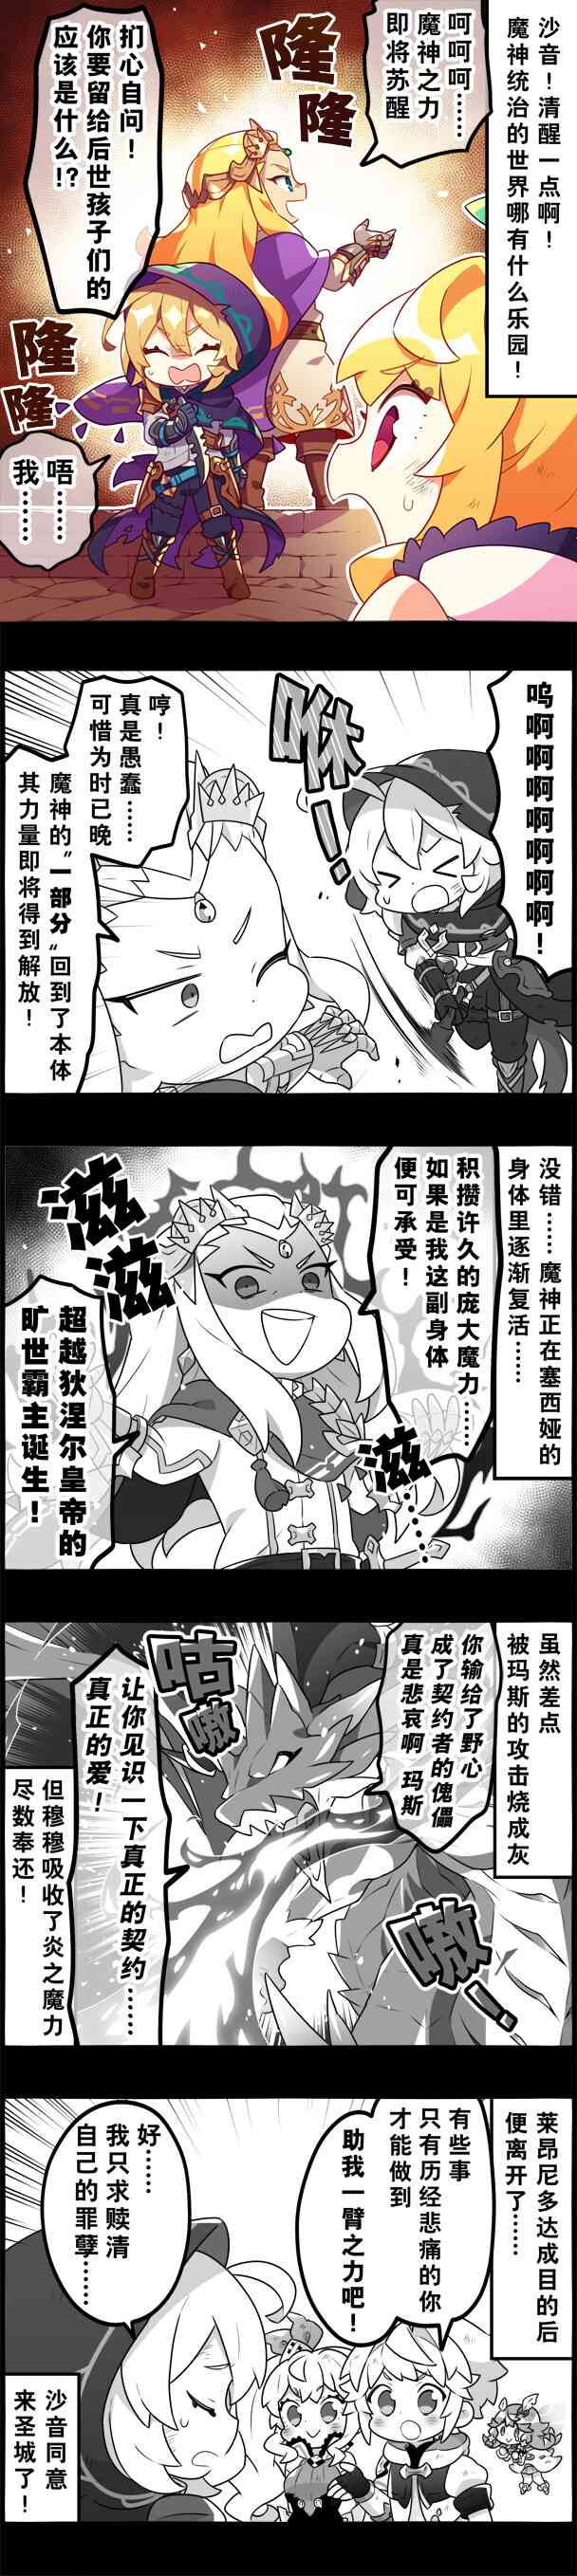 沙音！清醒一点啊！
魔神统治的世界哪有什么乐园！
呵呵呵……
魔神之力
即将苏醒
隆
隆
扪心自问！
你要留给后世孩子们的
应该是什么!?
隆
隆
唔……
我……
呜啊啊啊啊啊啊啊！
咻！
哼！
真是愚蠢……
可惜为时已晚
魔神的“一部分”回到了本体
其力量即将得到解放！
没错……魔神正在塞西娅的
身体里逐渐复活……
积攒许久的庞大魔力……
如果是我这副身体
便可承受！
滋
滋
滋……
超越狄涅尔皇帝的
旷世霸主诞生！
虽然差点
被玛斯的攻击烧成灰
你输给了野心
成了契约者的傀儡
真是悲哀啊 玛斯
咕
嗷
让你见识一下真正的契约……
真正的爱！
嗷！
但穆穆吸收了炎之魔力
尽数奉还！
莱昂尼多达成目的后
便离开了……
有些事
只有历经悲痛的你
才能做到
助我一臂之力吧！
好……
我只求赎清
自己的罪孽……
沙音同意
来圣城了！